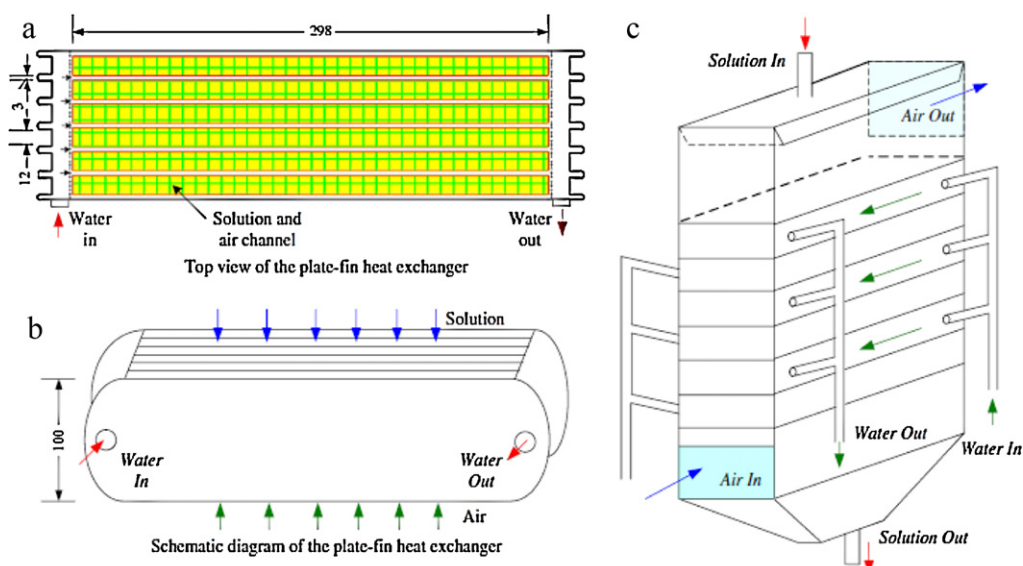 a
298
3
12
Water
in
Solution and
air channel
Water
out
Top view of the plate-fin heat exchanger
b
Solution
100
Water
In
Water
Out
Air
Schematic diagram of the plate-fin heat exchanger
c
Solution In
Air Out
Water Out
Water In
Air In
Solution Out